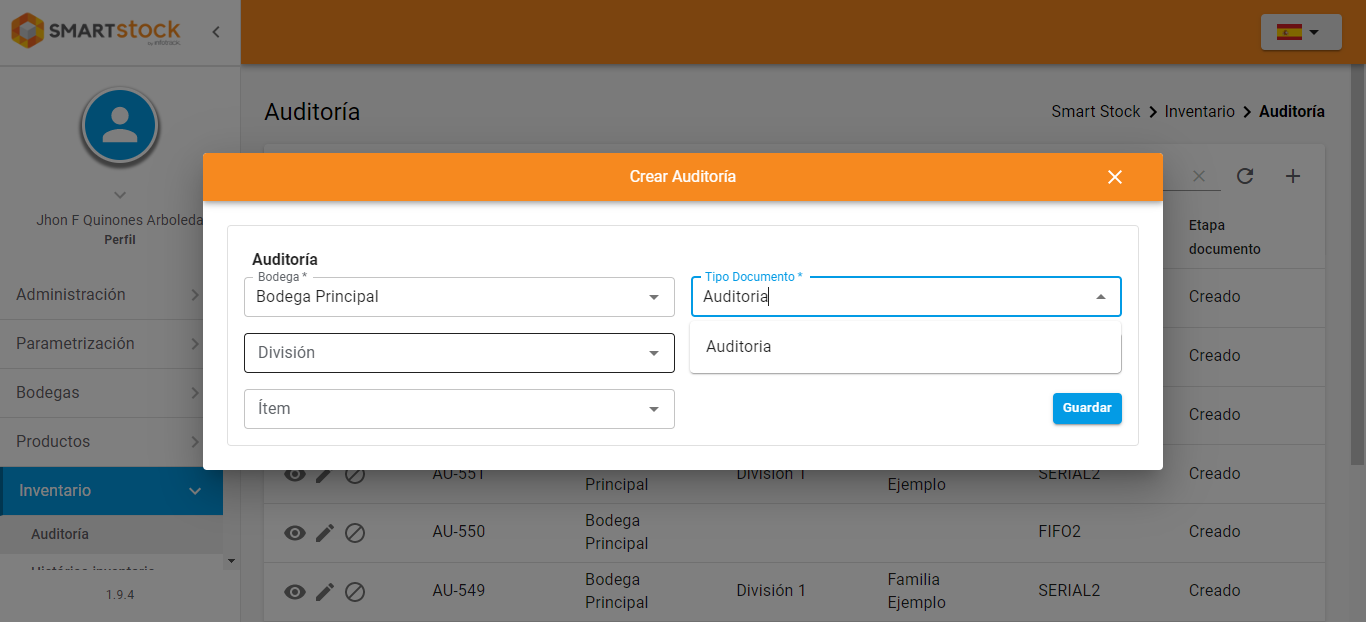 SMARTstock
Auditoría
Smart Stock > Inventario > Auditoría
Jhon F Quinones Arboleda
Perfil
Administración
Parametrización
Bodegas
Productos
Inventario
Auditoría
Histórico inventario
1.9.4
Crear Auditoría
Auditoría
Bodega *
Bodega Principal
Tipo Documento *
Auditoria
Auditoria
División
Ítem
Guardar
Etapa
documento
Creado
Creado
Creado
AU-551
Principal
División 1
Ejemplo
SERIAL2
Creado
AU-550
Bodega
Principal
FIFO2
Creado
AU-549
Bodega
Principal
División 1
Familia
Ejemplo
SERIAL2
Creado